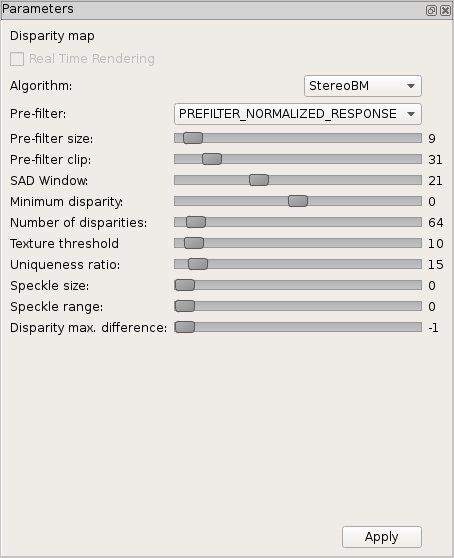 Parameters
Disparity map
Real Time Rendering
Algorithm: StereoBM
Pre-filter: PREFILTER_NORMALIZED_RESPONSE
Pre-filter size: 9
Pre-filter clip: 31
SAD Window: 21
Minimum disparity: 0
Number of disparities: 64
Texture threshold 10
Uniqueness ratio: 15
Speckle size: 0
Speckle range: 0
Disparity max. difference: -1
Apply